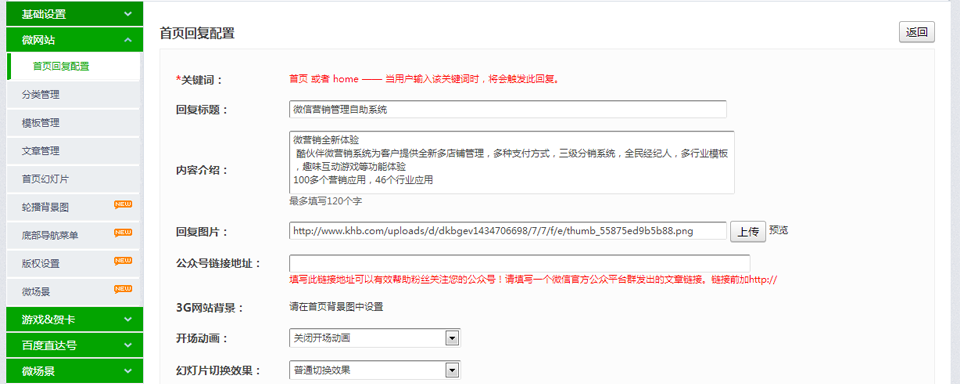 基础设置
微网站
首页回复配置
分类管理
模板管理
文章管理
首页幻灯片
轮播背景图 NEW
底部导航菜单 NEW
版权设置 NEW
微场景 NEW
游戏&贺卡
百度直达号
微场景
首页回复配置
返回
*关键词： 首页 或者 home —— 当用户输入该关键词时，将会触发此回复。
回复标题： 微信营销管理自助系统
内容介绍：
微营销全新体验
酷伙伴微营销系统为客户提供全新多店铺管理，多种支付方式，三级分销系统，全民经纪人，多行业模板
，趣味互动游戏等功能体验
100多个营销应用，46个行业应用
最多填写120个字
回复图片： http://www.khb.com/uploads/d/dkbgev1434706698/7/7/f/e/thumb_55875ed9b5b88.png 上传 预览
公众号链接地址：
填写此链接地址可以有效帮助粉丝关注您的公众号！请填写一个微信官方公众平台群发出的文章链接。链接前加http://
3G网站背景： 请在首页背景图中设置
开场动画： 关闭开场动画
幻灯片切换效果： 普通切换效果